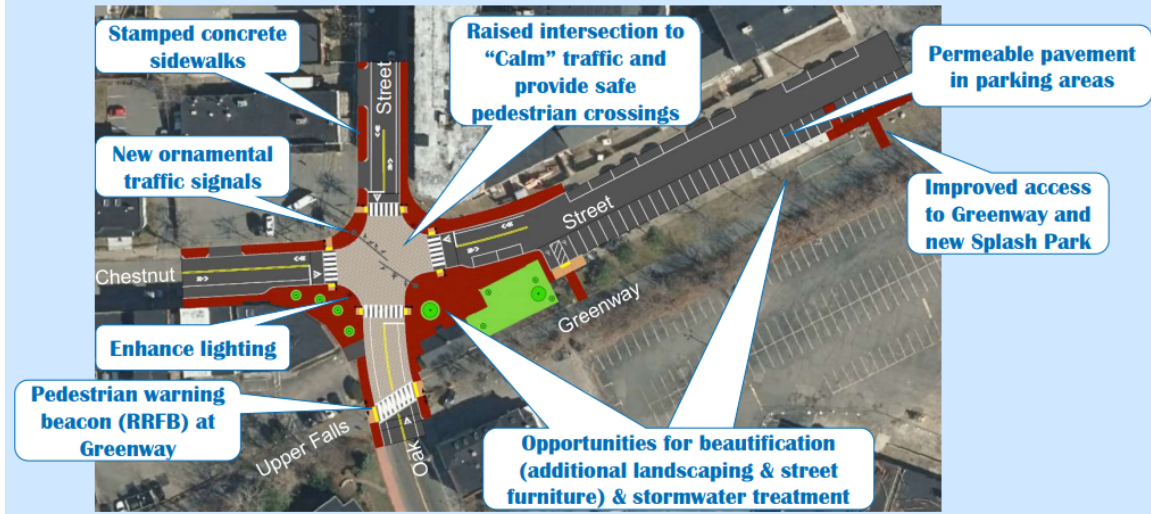 Stamped concrete
sidewalks
Raised intersection to
“Calm” traffic and
provide safe
pedestrian crossings
Permeable pavement
in parking areas
Street
New ornamental
traffic signals
Improved access
to Greenway and
new Splash Park
Street
Chestnut
Greenway
Enhance lighting
Pedestrian warning
beacon (RRFB) at
Greenway
Upper Falls
Oak
Opportunities for beautification
(additional landscaping & street
furniture) & stormwater treatment